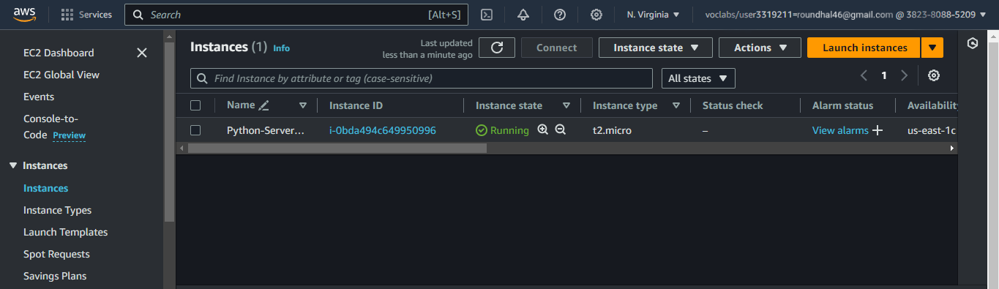 aws Services Search [Alt+S] N. Virginia voclabs/user3319211=roundhal46@gmail.com @ 3823-8088-5209
EC2 Dashboard
EC2 Global View
Events
Console-to-
Code Preview
Instances
Instances
Instance Types
Launch Templates
Spot Requests
Savings Plans
Instances (1) Info
Last updated
less than a minute ago
Connect Instance state Actions Launch instances
Find Instance by attribute or tag (case-sensitive) All states 1
Name Instance ID Instance state Instance type Status check Alarm status Availability
Python-Server... i-0bda494c649950996 Running t2.micro – View alarms + us-east-1c